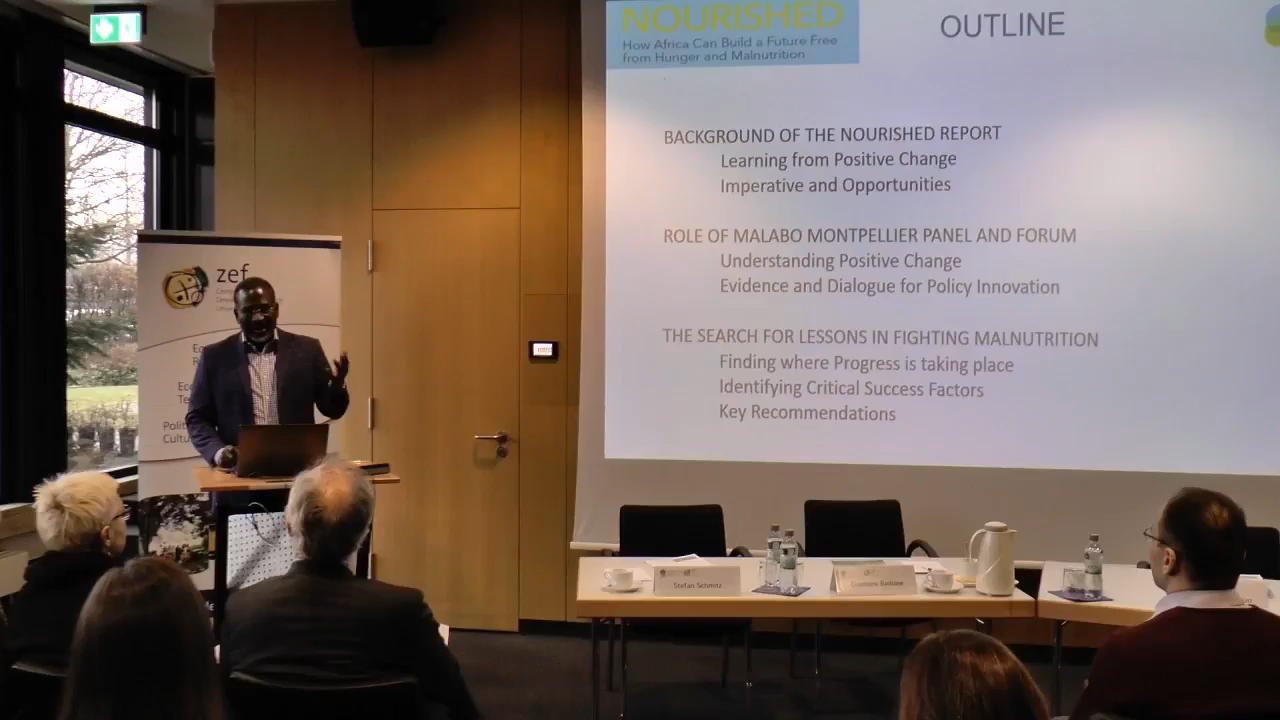 NOURISHED
How Africa Can Build a Future Free
from Hunger and Malnutrition
OUTLINE
BACKGROUND OF THE NOURISHED REPORT
Learning from Positive Change
Imperative and Opportunities
ROLE OF MALABO MONTPELLIER PANEL AND FORUM
Understanding Positive Change
Evidence and Dialogue for Policy Innovation
THE SEARCH FOR LESSONS IN FIGHTING MALNUTRITION
Finding where Progress is taking place
Identifying Critical Success Factors
Key Recommendations
zef
Stefan Schmitz